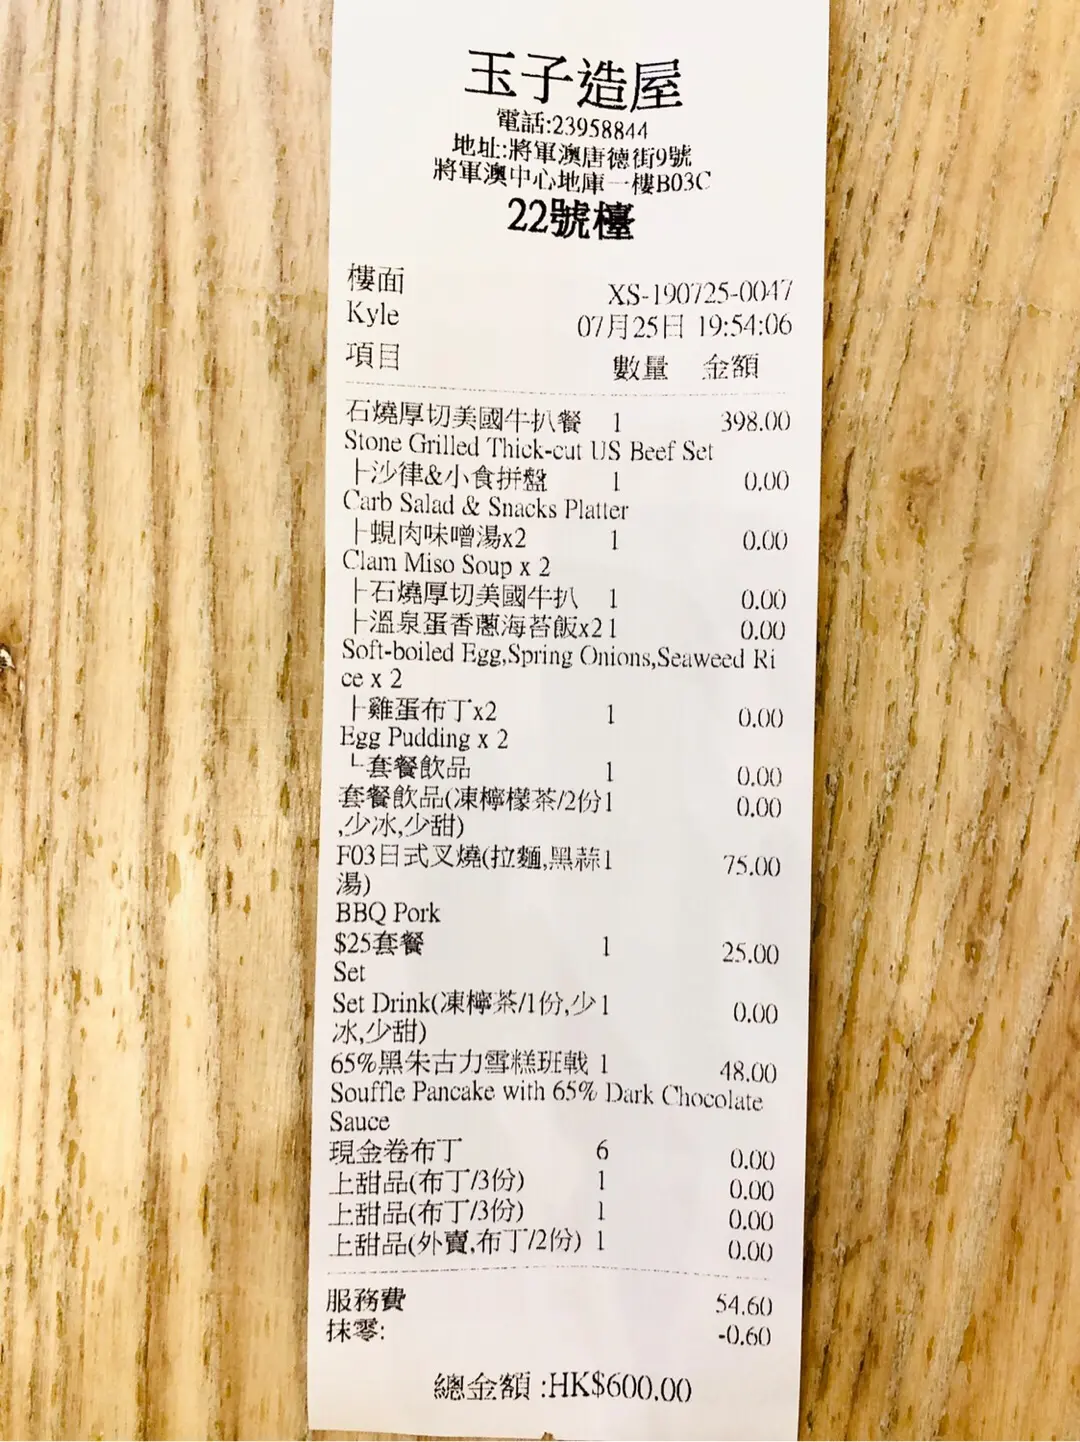 玉子造屋
電話:23958844
地址:將軍澳唐德街9號
將軍澳中心地庫一樓B03C
22號檯
樓面 XS-190725-0047
Kyle 07月25日 19:54:06
項目 數量 金額
石燒厚切美國牛扒餐 1 398.00
Stone Grilled Thick-cut US Beef Set
├沙律&小食拼盤 1 0.00
Carb Salad & Snacks Platter
├蜆肉味噌湯x2 1 0.00
Clam Miso Soup x 2
├石燒厚切美國牛扒 1 0.00
├溫泉蛋香蔥海苔飯x2 1 0.00
Soft-boiled Egg,Spring Onions,Seaweed Ri
ce x 2
├雞蛋布丁x2 1 0.00
Egg Pudding x 2
└套餐飲品 1 0.00
套餐飲品(凍檸檬茶/2份 1 0.00
,少冰,少甜)
F03日式叉燒(拉麵,黑蒜 1 75.00
湯)
BBQ Pork
$25套餐 1 25.00
Set
Set Drink(凍檸茶/1份,少 1 0.00
冰,少甜)
65%黑朱古力雪糕班戟 1 48.00
Souffle Pancake with 65% Dark Chocolate
Sauce
現金卷布丁 6 0.00
上甜品(布丁/3份) 1 0.00
上甜品(布丁/3份) 1 0.00
上甜品(外賣,布丁/2份) 1 0.00
服務費 54.60
抹零: -0.60
總金額 :HK$600.00